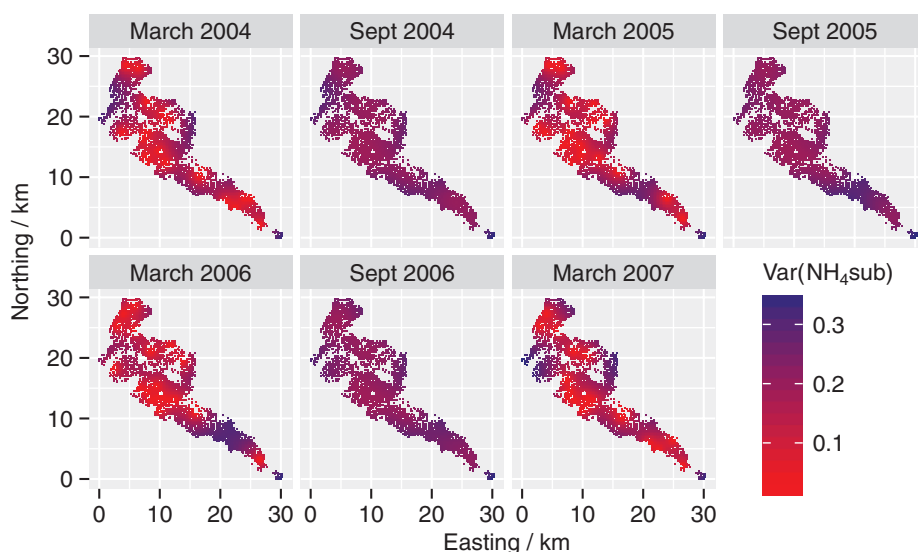 March 2004 Sept 2004 March 2005 Sept 2005
30
20
10
0
March 2006 Sept 2006 March 2007
30
20
10
0
0 10 20 30 0 10 20 30 0 10 20 30
Northing / km
Easting / km
Var(NH₄sub)
0.3
0.2
0.1